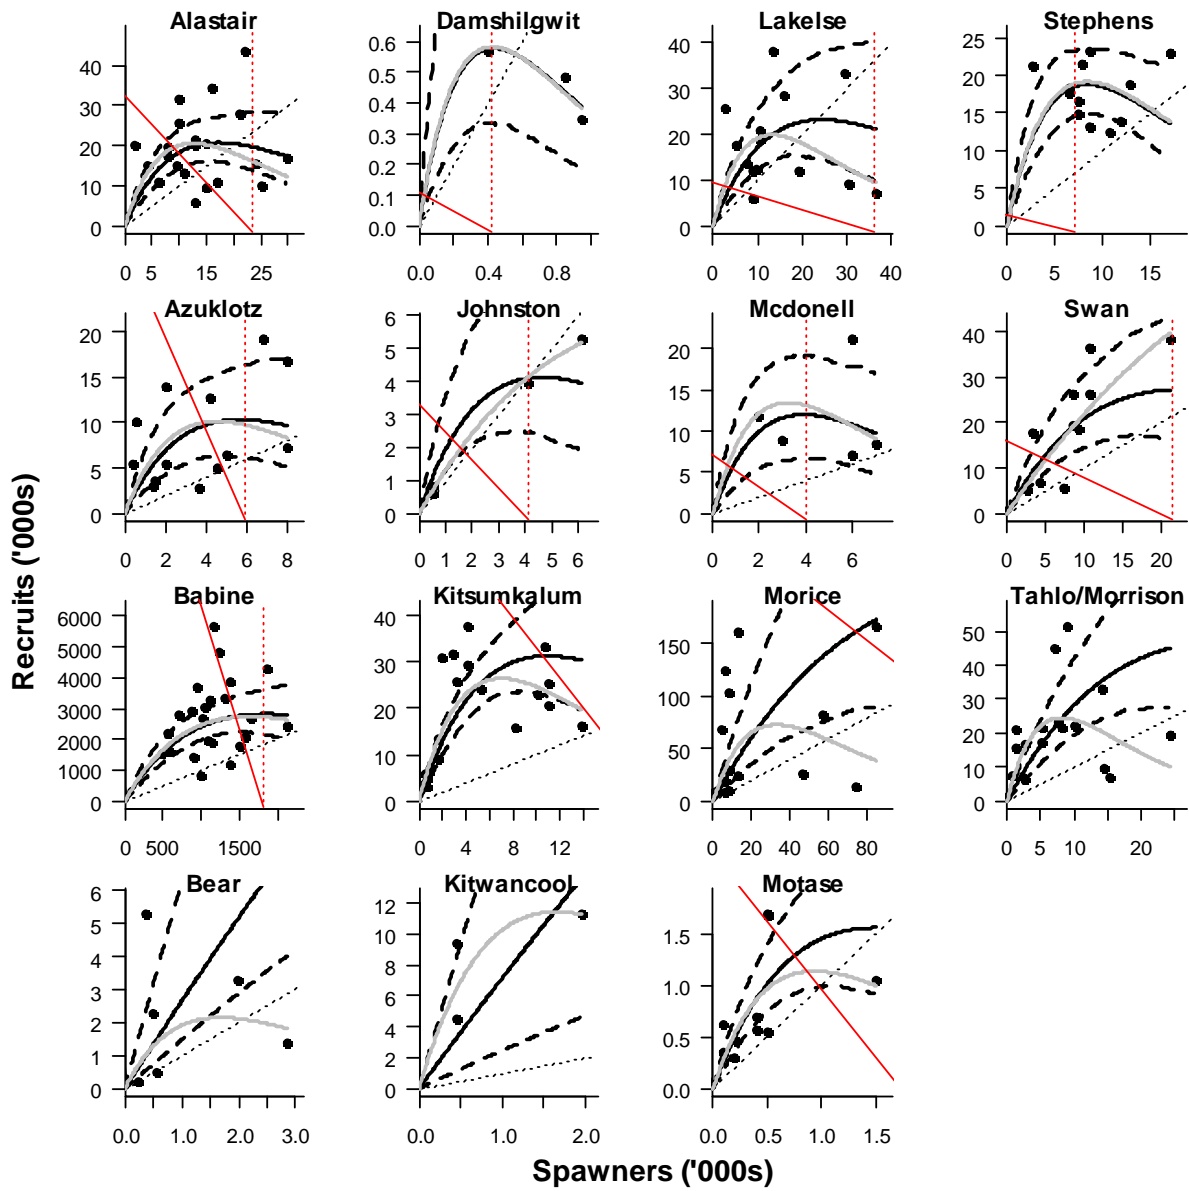 Alastair Damshilgwit Lakelse Stephens
0 10 20 30 40
0 5 15 25
0.0 0.1 0.2 0.3 0.4 0.5 0.6
0.0 0.4 0.8
0 10 20 30 40
0 10 20 30 40
0 5 10 15 20 25
0 5 10 15
Azuklotz Johnston Mcdonell Swan
0 5 10 15 20
0 2 4 6 8
0 1 2 3 4 5 6
0 1 2 3 4 5 6
0 5 10 15 20
0 2 4 6
0 10 20 30 40
0 5 10 15 20
Recruits ('000s)
Babine Kitsumkalum Morice Tahlo/Morrison
0 1000 2000 3000 4000 5000 6000
0 500 1500
0 10 20 30 40
0 4 8 12
0 50 100 150
0 20 40 60 80
0 10 20 30 40 50
0 5 10 20
Bear Kitwancool Motase
0 1 2 3 4 5 6
0.0 1.0 2.0 3.0
0 2 4 6 8 10 12
0.0 1.0 2.0
0.0 0.5 1.0 1.5
0.0 0.5 1.0 1.5
Spawners ('000s)